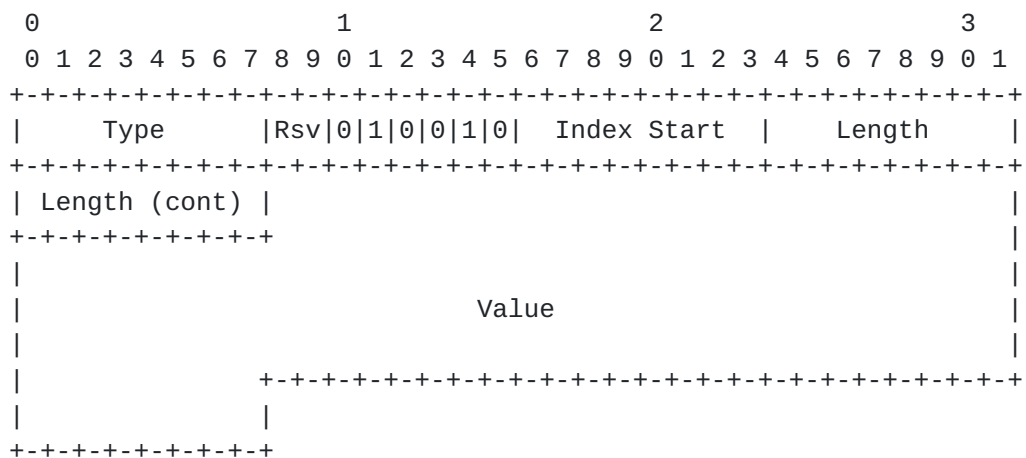 0                   1                   2                   3
 0 1 2 3 4 5 6 7 8 9 0 1 2 3 4 5 6 7 8 9 0 1 2 3 4 5 6 7 8 9 0 1
+-+-+-+-+-+-+-+-+-+-+-+-+-+-+-+-+-+-+-+-+-+-+-+-+-+-+-+-+-+-+-+-+
|     Type      |Rsv|0|1|0|0|1|0|  Index Start  |    Length     |
+-+-+-+-+-+-+-+-+-+-+-+-+-+-+-+-+-+-+-+-+-+-+-+-+-+-+-+-+-+-+-+-+
| Length (cont) |                                               |
+-+-+-+-+-+-+-+-+                                               |
|                                                               |
|                             Value                             |
|                                                               |
|               +-+-+-+-+-+-+-+-+-+-+-+-+-+-+-+-+-+-+-+-+-+-+-+-+
|               |
+-+-+-+-+-+-+-+-+